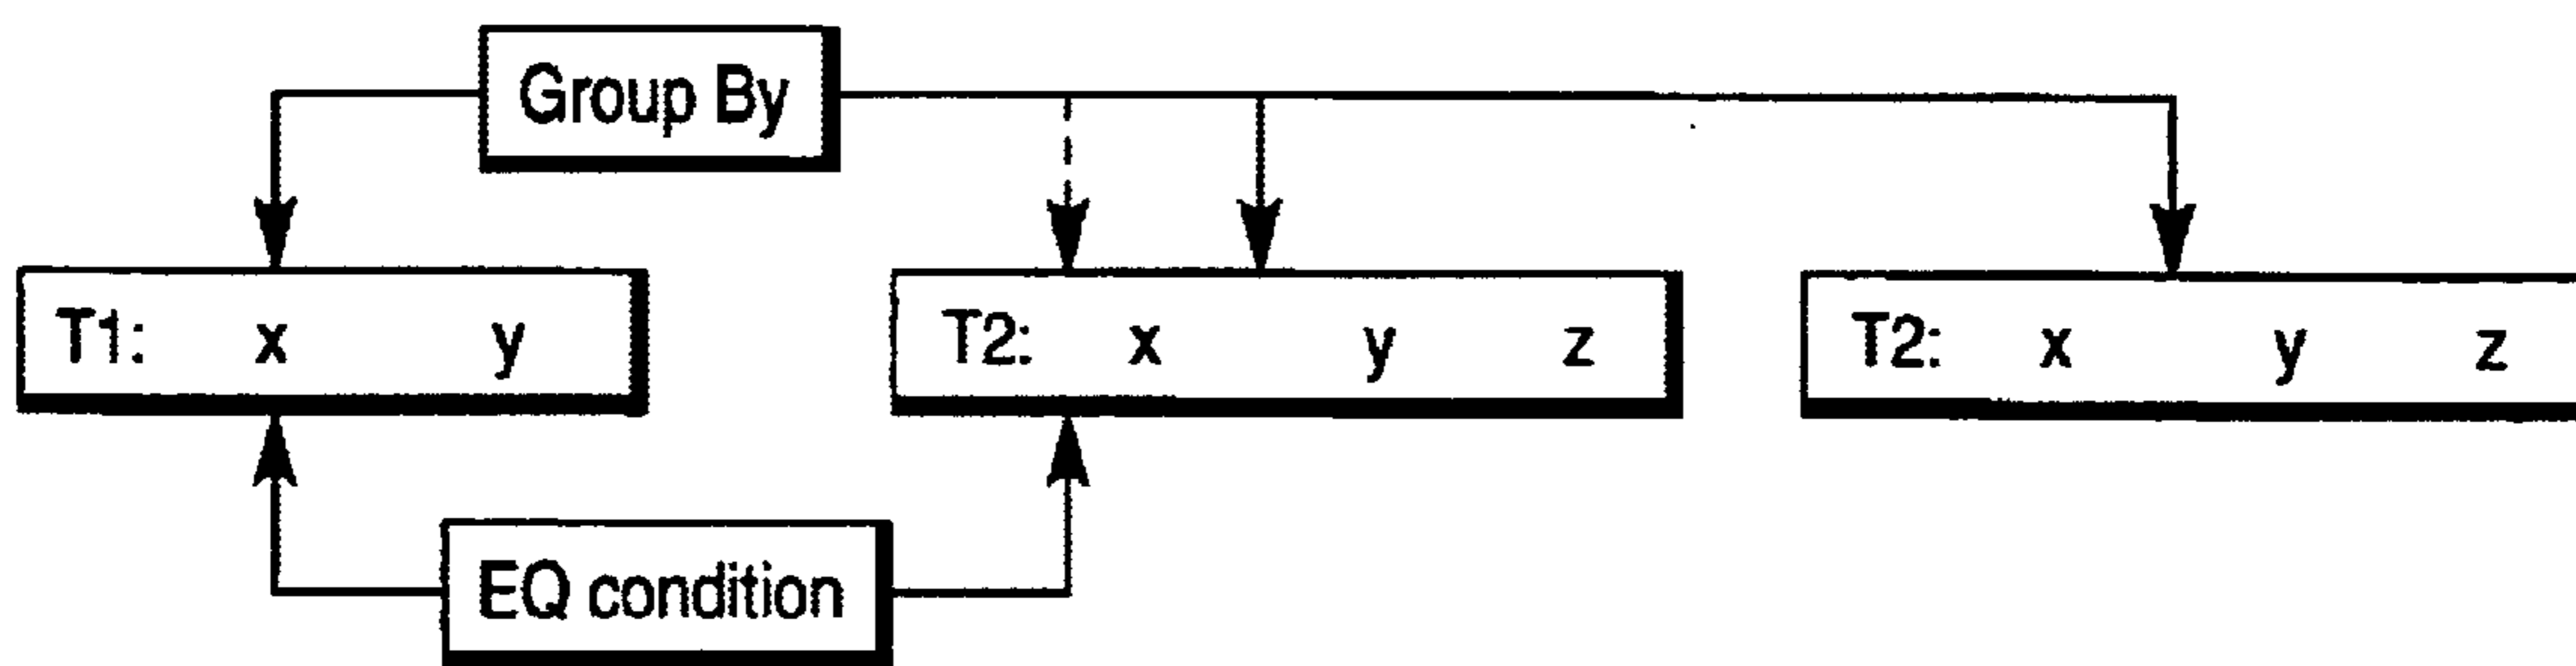 Group By
T1: x y
T2: x y z
T2: x y z
EQ condition